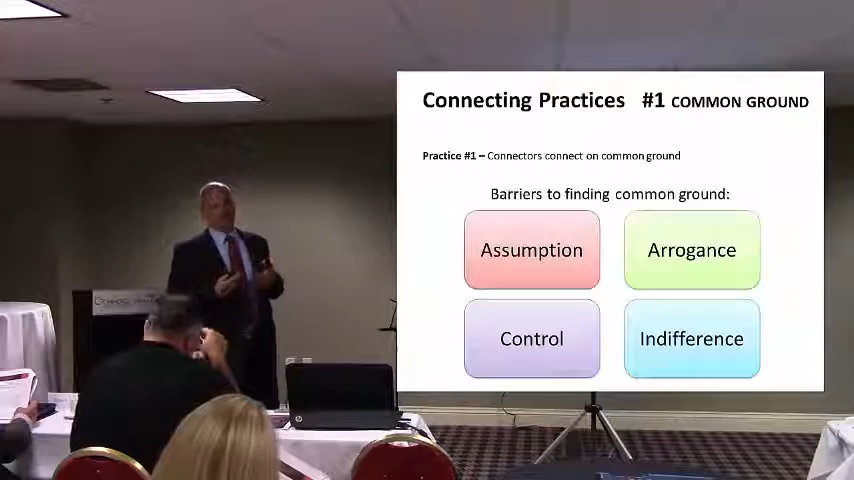 Connecting Practices #1 COMMON GROUND
Practice #1 – Connectors connect on common ground
Barriers to finding common ground:
Assumption
Arrogance
Control
Indifference
hp